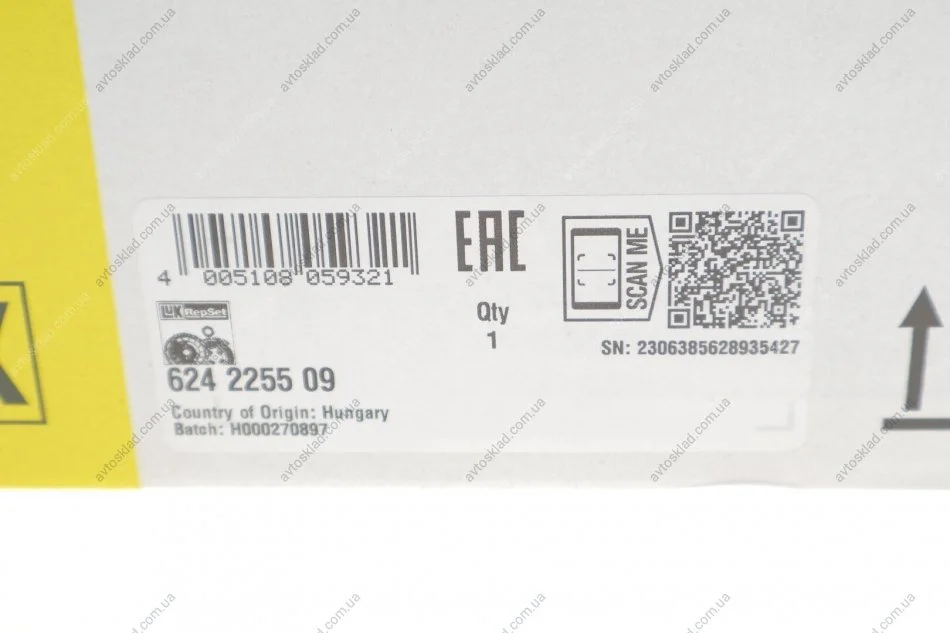 4 005108 059321
EAC
SCAN ME
Qty
1
SN: 2306385628935427
LUK RepSet
624 2255 09
Country of Origin: Hungary
Batch: H000270897
K
avtosklad.com.ua